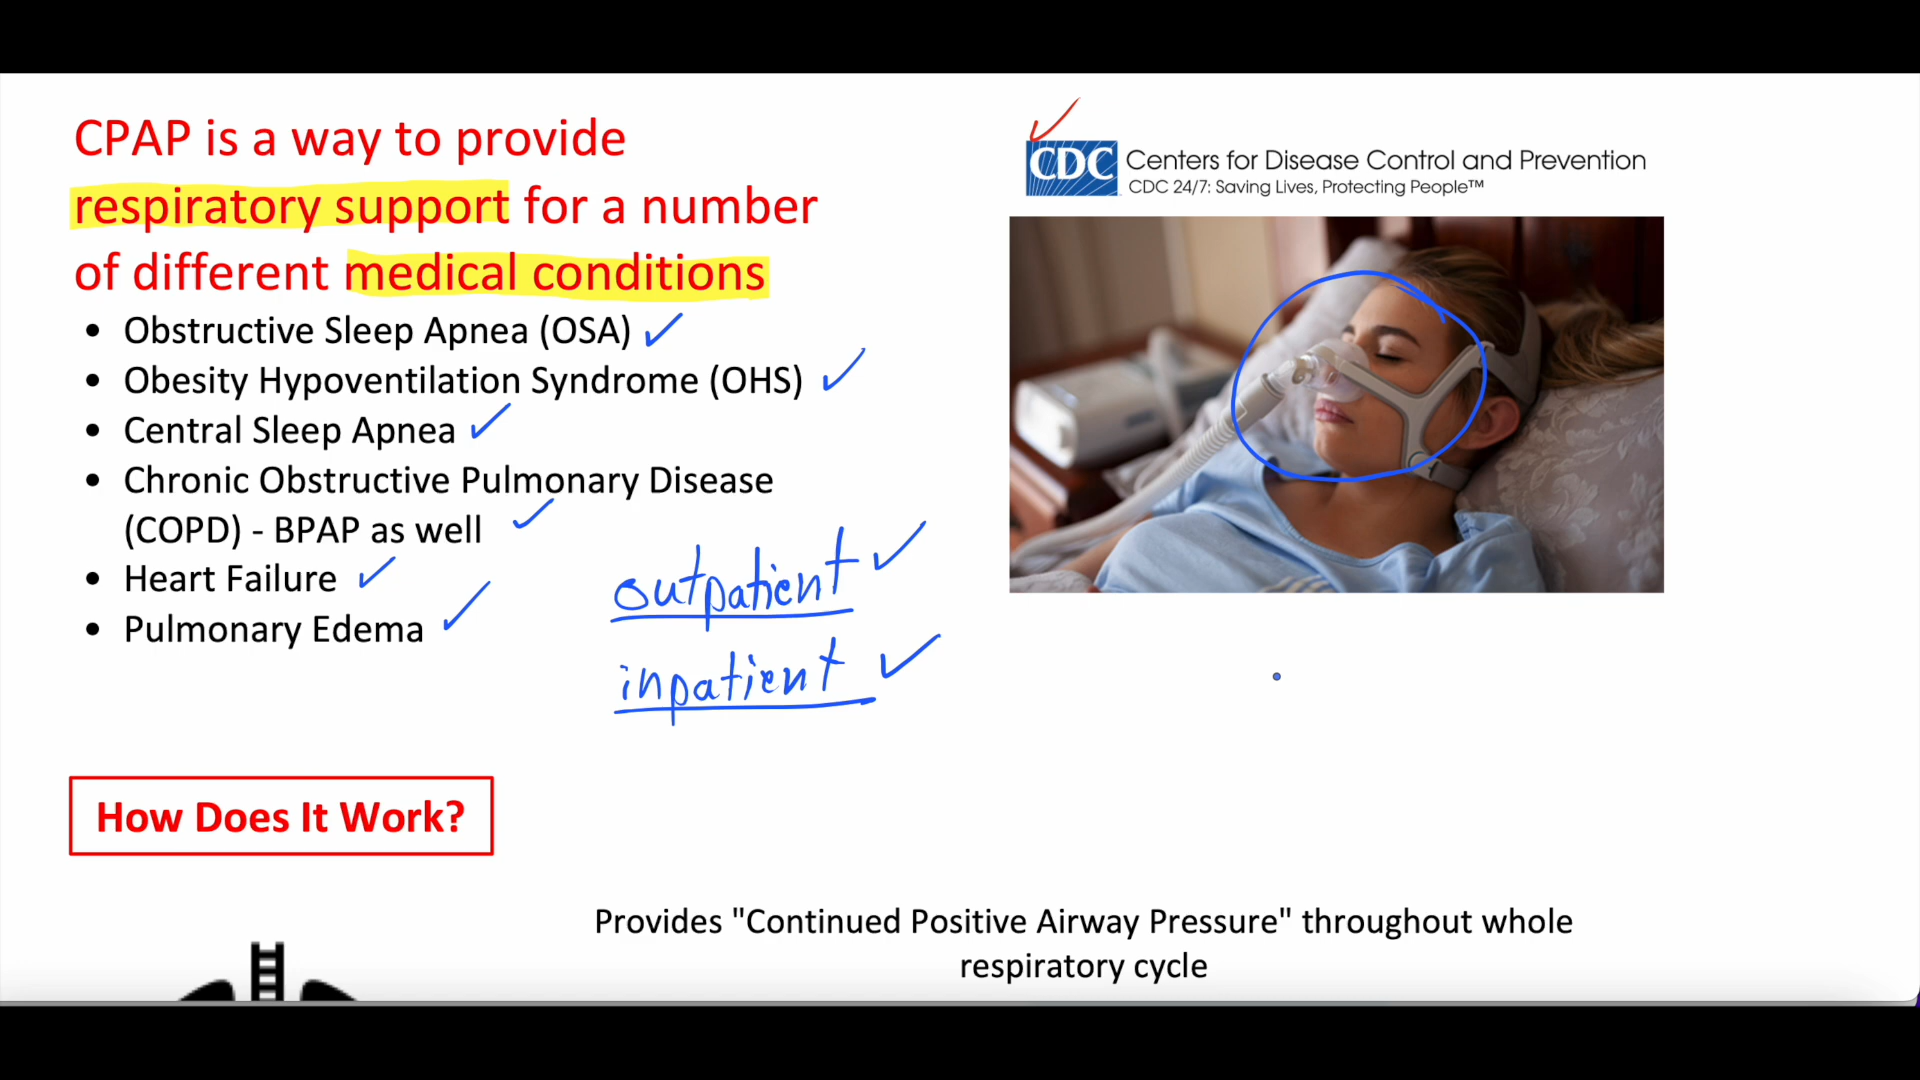 CPAP is a way to provide
respiratory support for a number
of different medical conditions
• Obstructive Sleep Apnea (OSA)
• Obesity Hypoventilation Syndrome (OHS)
• Central Sleep Apnea
• Chronic Obstructive Pulmonary Disease
(COPD) - BPAP as well
• Heart Failure
• Pulmonary Edema
outpatient
inpatient
CDC
Centers for Disease Control and Prevention
CDC 24/7: Saving Lives, Protecting People™
How Does It Work?
Provides "Continued Positive Airway Pressure" throughout whole
respiratory cycle